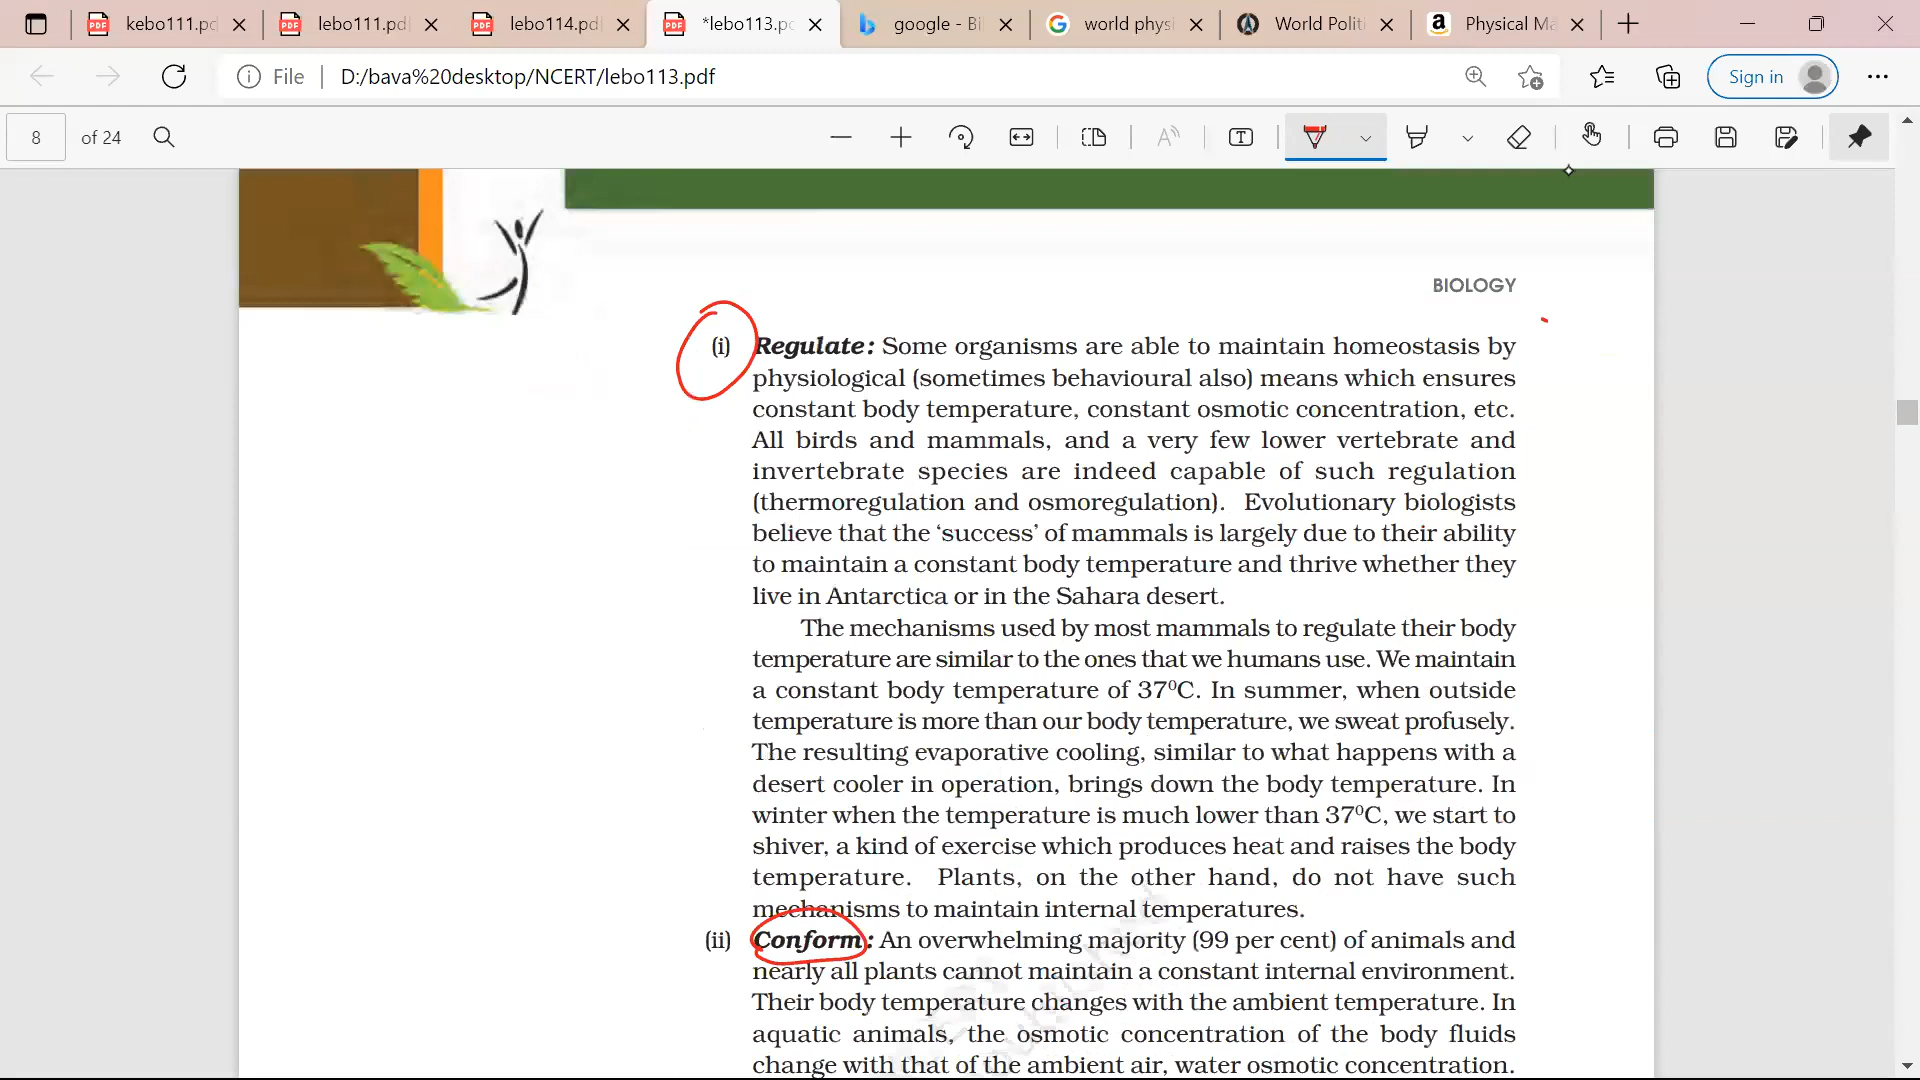 kebo111.pd
lebo111.pd
lebo114.pd
*lebo113.pc
google - Bi
world phys
World Politi
Physical Ma
File
D:/bava%20desktop/NCERT/lebo113.pdf
Sign in
8 of 24
BIOLOGY
(i) Regulate: Some organisms are able to maintain homeostasis by
physiological (sometimes behavioural also) means which ensures
constant body temperature, constant osmotic concentration, etc.
All birds and mammals, and a very few lower vertebrate and
invertebrate species are indeed capable of such regulation
(thermoregulation and osmoregulation). Evolutionary biologists
believe that the ‘success’ of mammals is largely due to their ability
to maintain a constant body temperature and thrive whether they
live in Antarctica or in the Sahara desert.
The mechanisms used by most mammals to regulate their body
temperature are similar to the ones that we humans use. We maintain
a constant body temperature of 37⁰C. In summer, when outside
temperature is more than our body temperature, we sweat profusely.
The resulting evaporative cooling, similar to what happens with a
desert cooler in operation, brings down the body temperature. In
winter when the temperature is much lower than 37⁰C, we start to
shiver, a kind of exercise which produces heat and raises the body
temperature. Plants, on the other hand, do not have such
mechanisms to maintain internal temperatures.
(ii) Conform: An overwhelming majority (99 per cent) of animals and
nearly all plants cannot maintain a constant internal environment.
Their body temperature changes with the ambient temperature. In
aquatic animals, the osmotic concentration of the body fluids
change with that of the ambient air, water osmotic concentration.